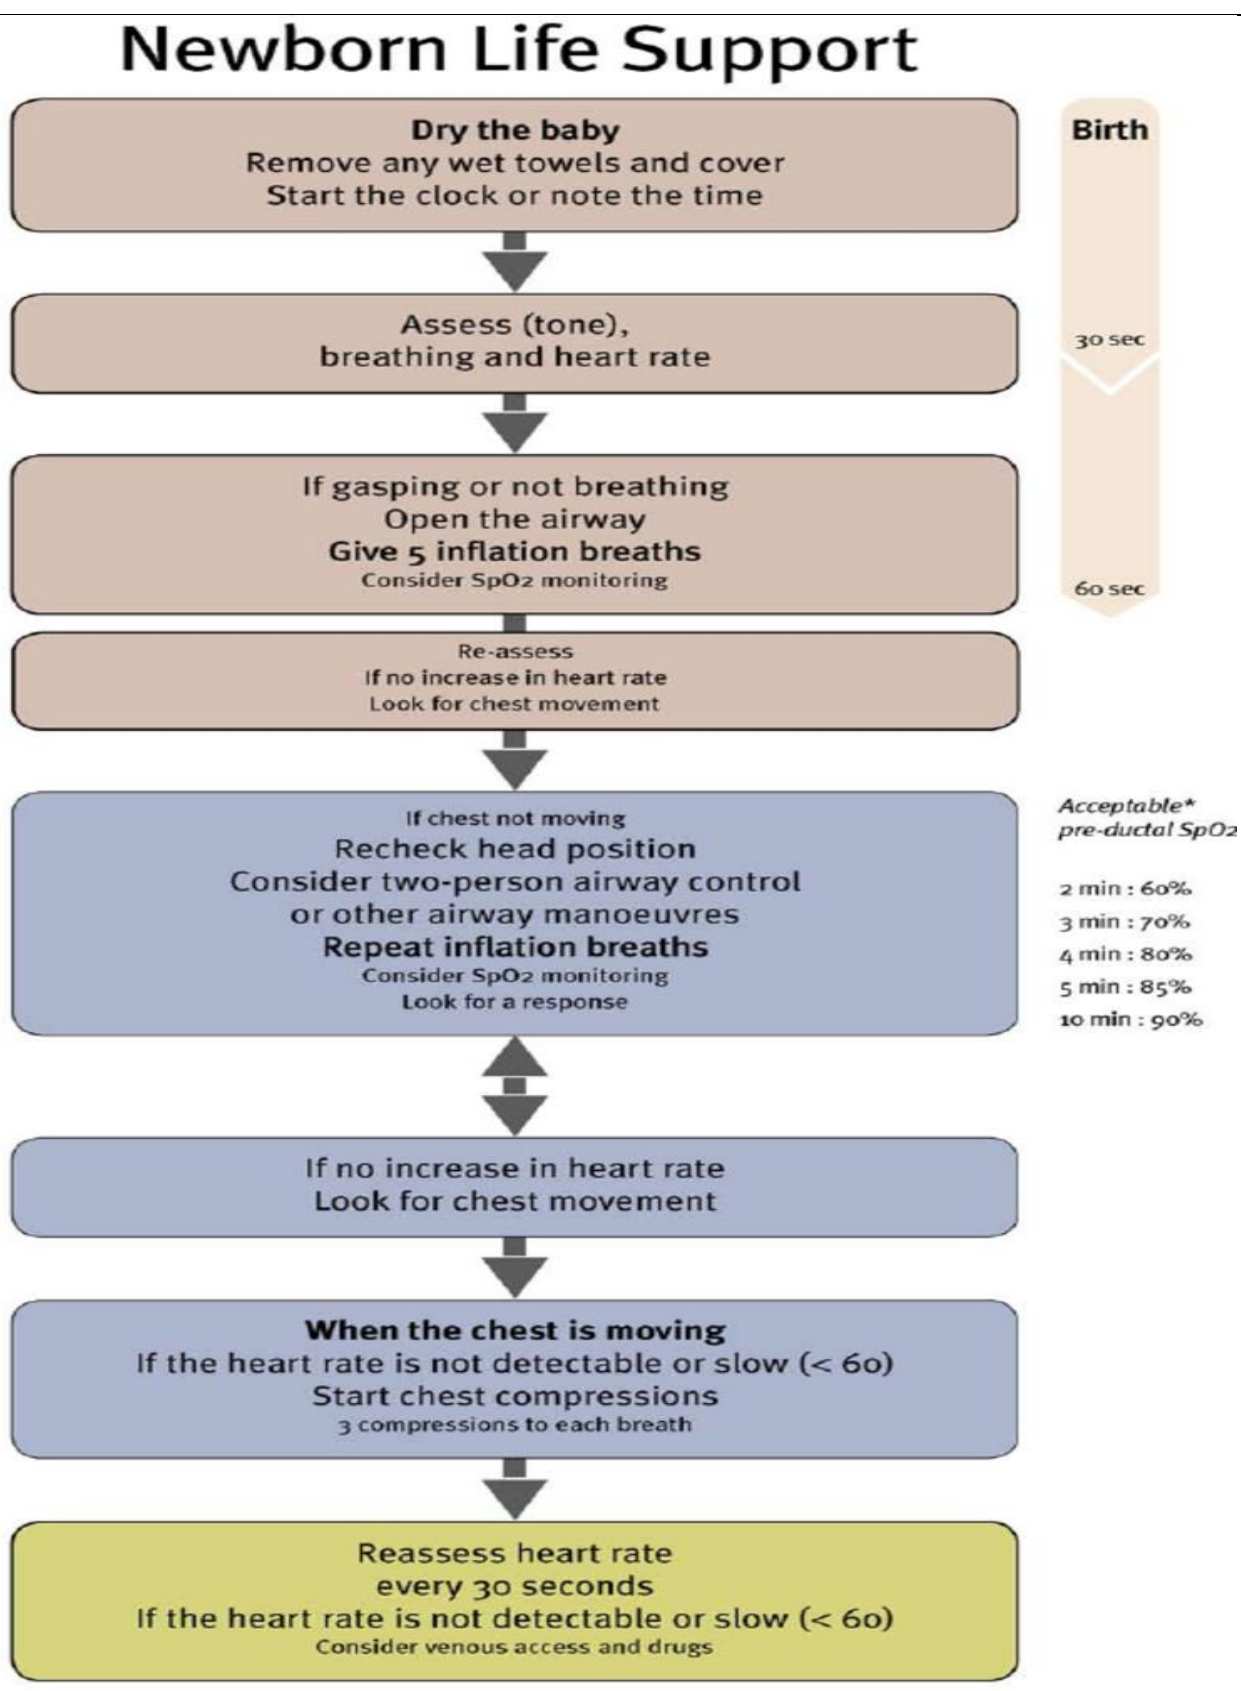 Newborn Life Support
Dry the baby
Remove any wet towels and cover
Start the clock or note the time
Birth
Assess (tone),
breathing and heart rate
30 sec
If gasping or not breathing
Open the airway
Give 5 inflation breaths
Consider SpO2 monitoring
60 sec
Re-assess
If no increase in heart rate
Look for chest movement
If chest not moving
Recheck head position
Consider two-person airway control
or other airway manoeuvres
Repeat inflation breaths
Consider SpO2 monitoring
Look for a response
Acceptable*
pre-ductal SpO2
2 min : 60%
3 min : 70%
4 min : 80%
5 min : 85%
10 min : 90%
If no increase in heart rate
Look for chest movement
When the chest is moving
If the heart rate is not detectable or slow (< 60)
Start chest compressions
3 compressions to each breath
Reassess heart rate
every 30 seconds
If the heart rate is not detectable or slow (< 60)
Consider venous access and drugs